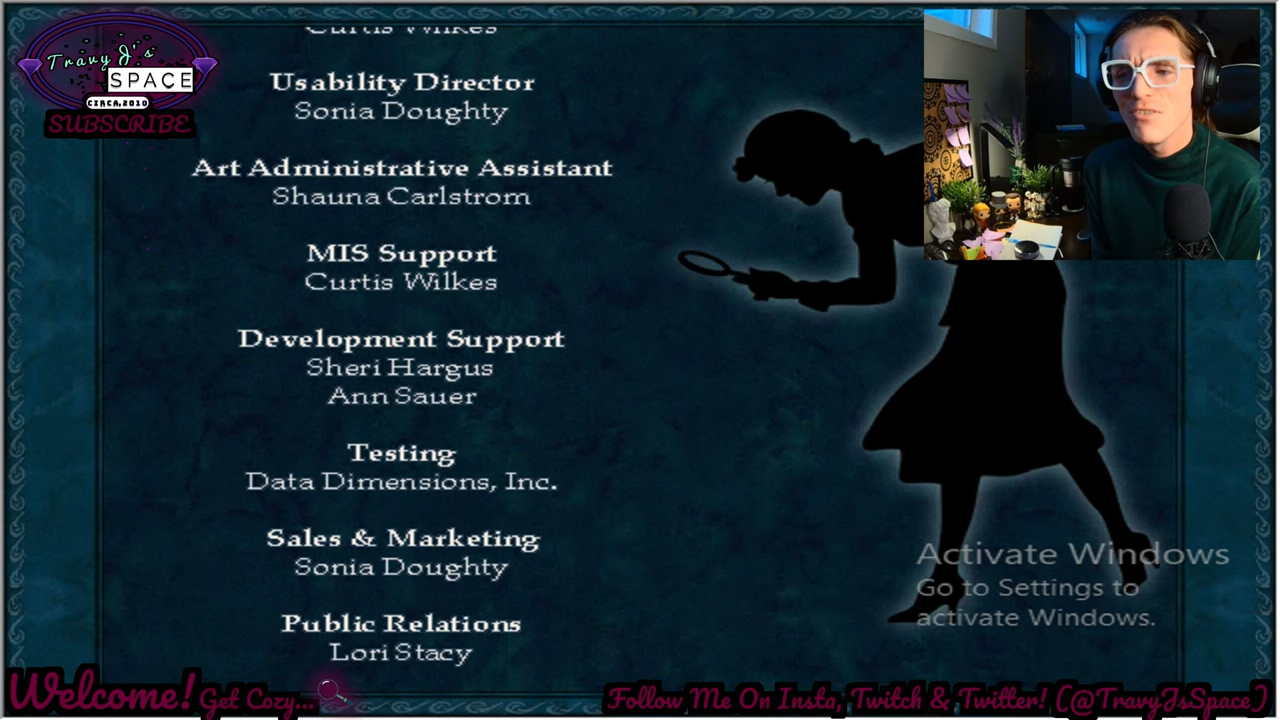 Travy J's
SPACE
CIRCA.2010
SUBSCRIBE
Curtis Wilkes
Usability Director
Sonia Doughty
Art Administrative Assistant
Shauna Carlstrom
MIS Support
Curtis Wilkes
Development Support
Sheri Hargus
Ann Sauer
Testing
Data Dimensions, Inc.
Sales & Marketing
Sonia Doughty
Public Relations
Lori Stacy
Activate Windows
Go to Settings to
activate Windows.
Welcome! Get Cozy...
Follow Me On Insta, Twitch & Twitter! (@TravyJsSpace)